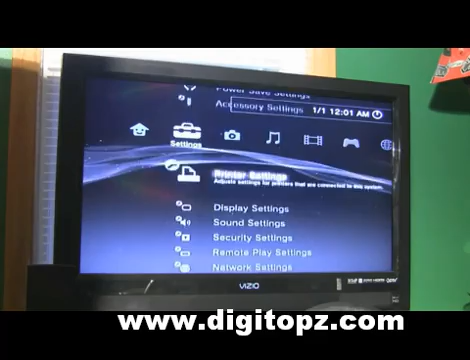 Power Save Settings
Accessory Settings
1/1 12:01 AM
Settings
Printer Settings
Adjusts settings for printers that are connected to this system.
Display Settings
Sound Settings
Security Settings
Remote Play Settings
Network Settings
VIZIO
www.digitopz.com